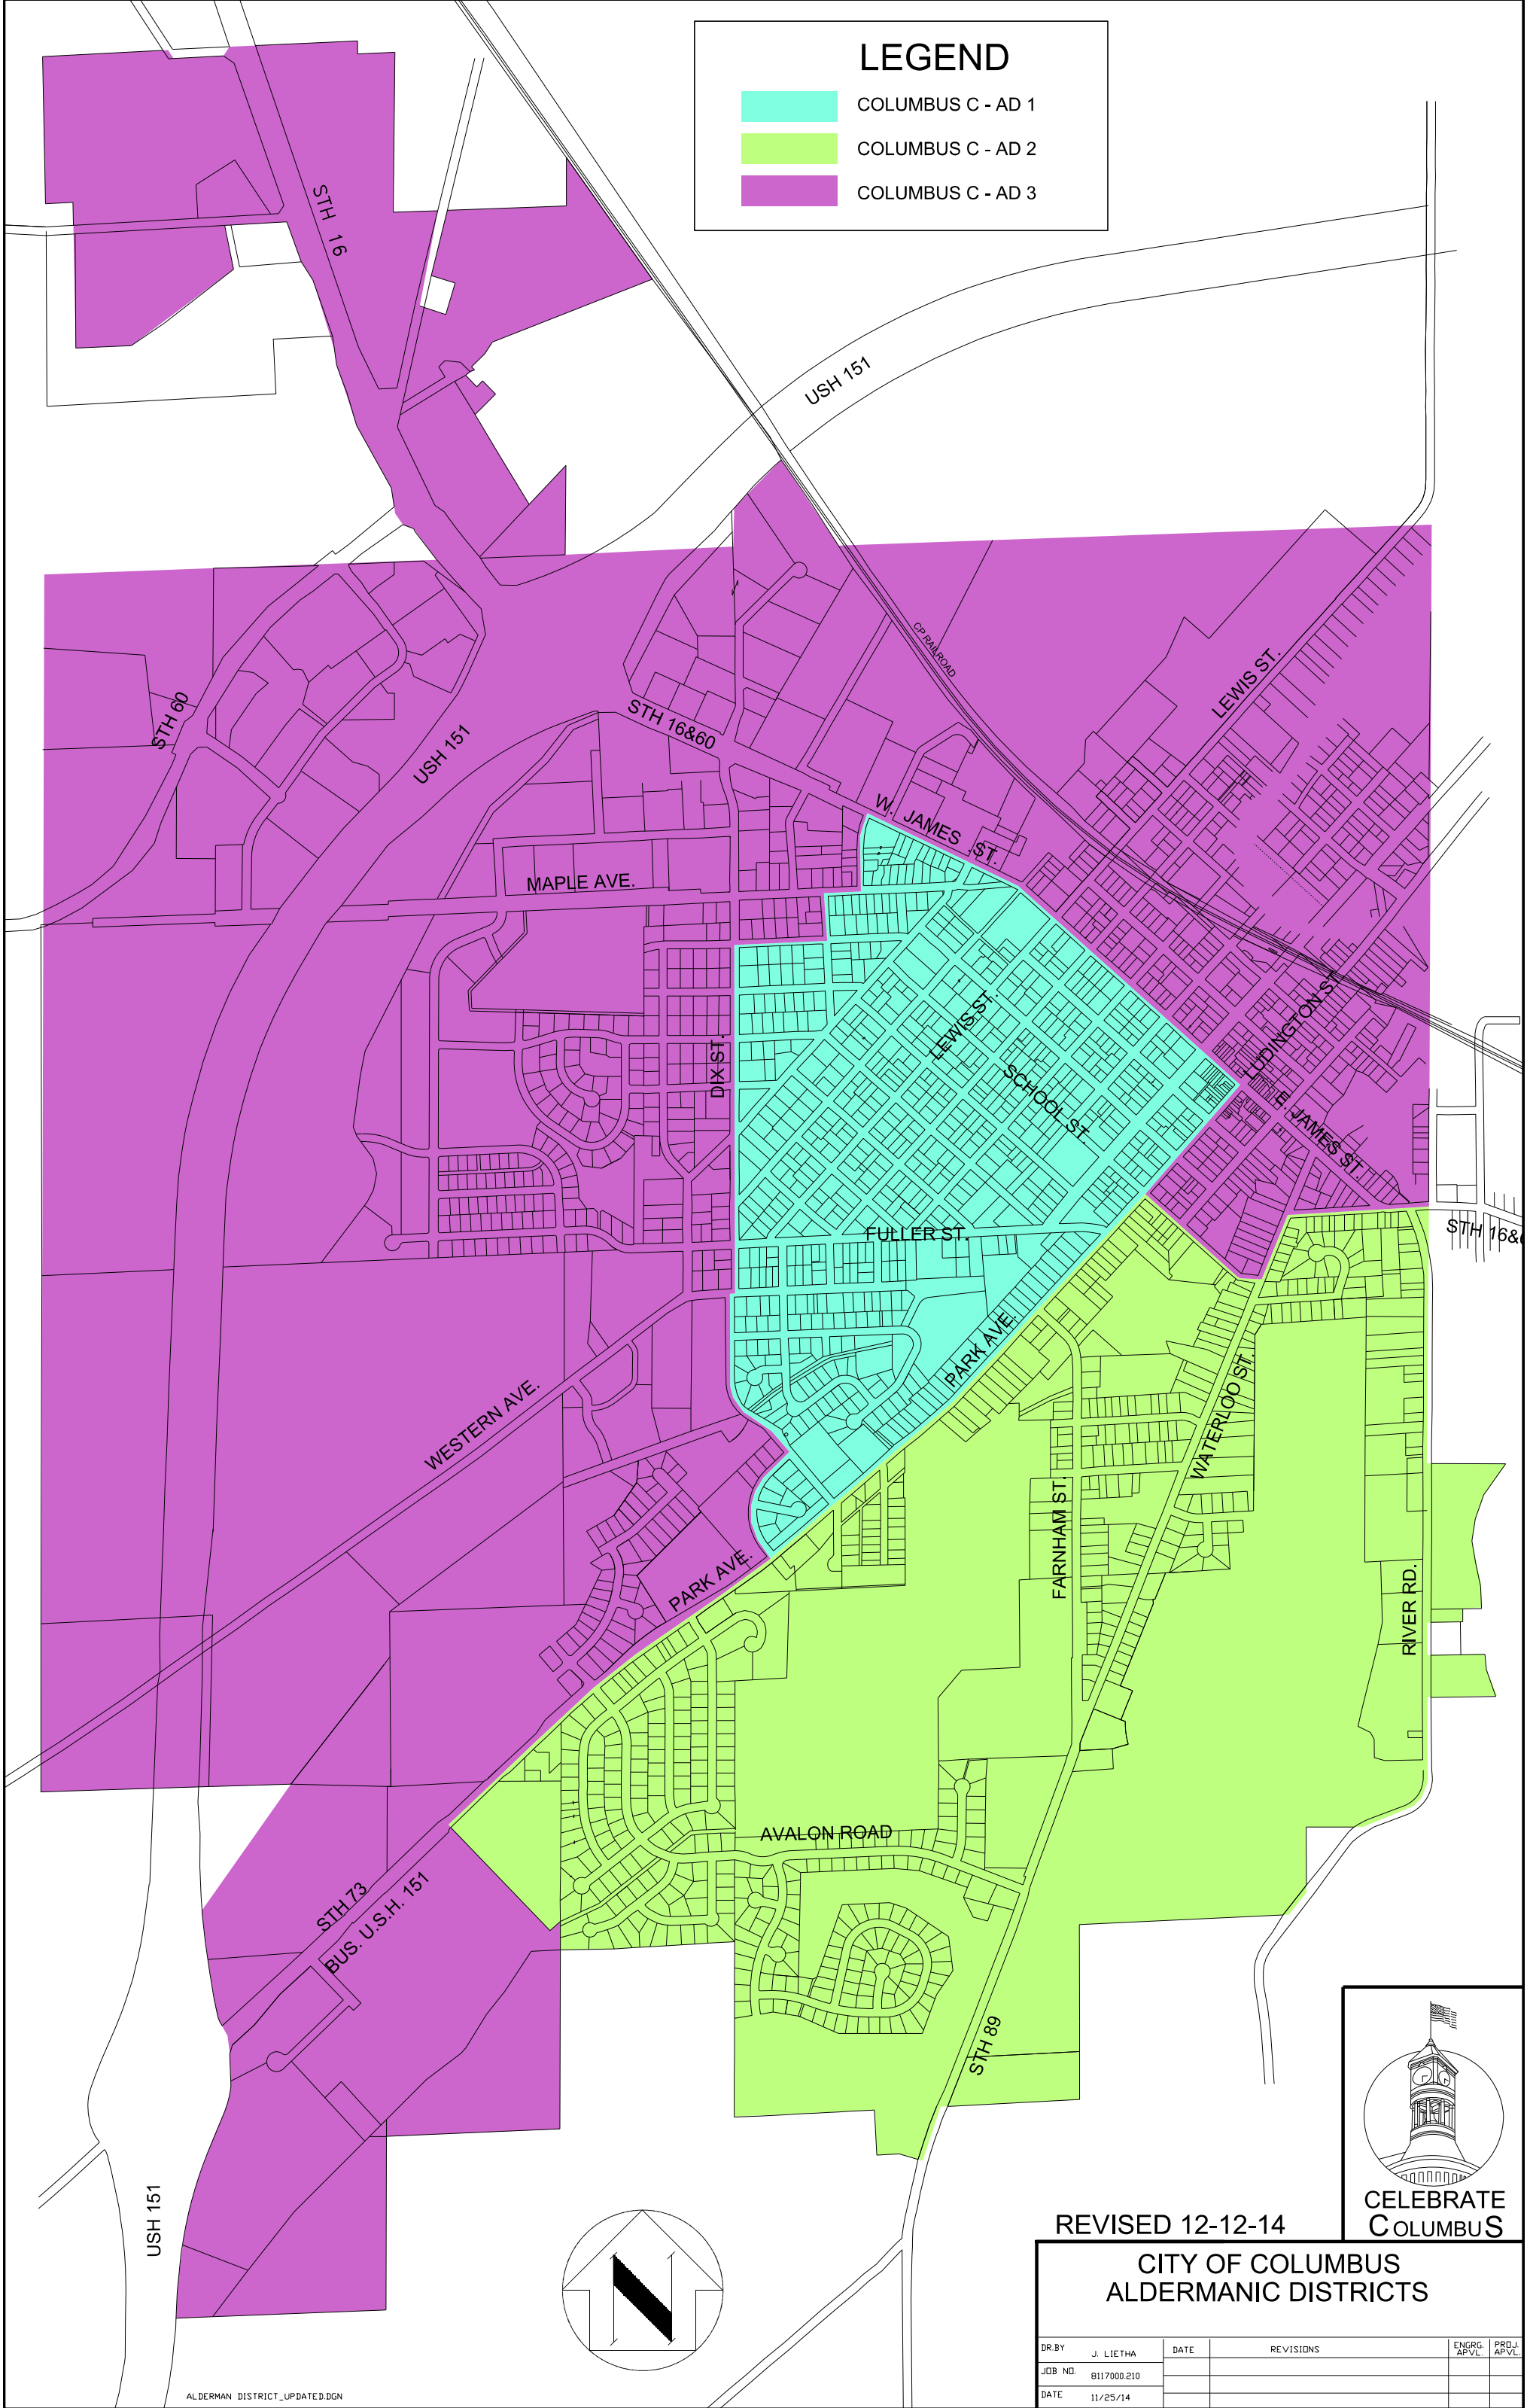 LEGEND
COLUMBUS C - AD 1
COLUMBUS C - AD 2
COLUMBUS C - AD 3
STH 16
USH 151
CP RAILROAD
LEWIS ST.
STH 60
USH 151
STH 16&60
W. JAMES ST.
MAPLE AVE.
LEWIS ST.
LUDINGTON ST.
DIX ST.
SCHOOL ST.
E. JAMES ST.
FULLER ST.
STH 16&
PARK AVE.
WESTERN AVE.
WATERLOO ST.
FARNHAM ST.
PARK AVE.
RIVER RD.
AVALON ROAD
STH 73
BUS. U.S.H. 151
STH 89
USH 151
N
CELEBRATE
COLUMBUS
REVISED 12-12-14
CITY OF COLUMBUS
ALDERMANIC DISTRICTS
DR.BY J. LIETHA DATE REVISIONS ENGRG. APVL. PROJ. APVL.
JOB NO. 8117000.210
DATE 11/25/14
ALDERMAN DISTRICT_UPDATED.DGN